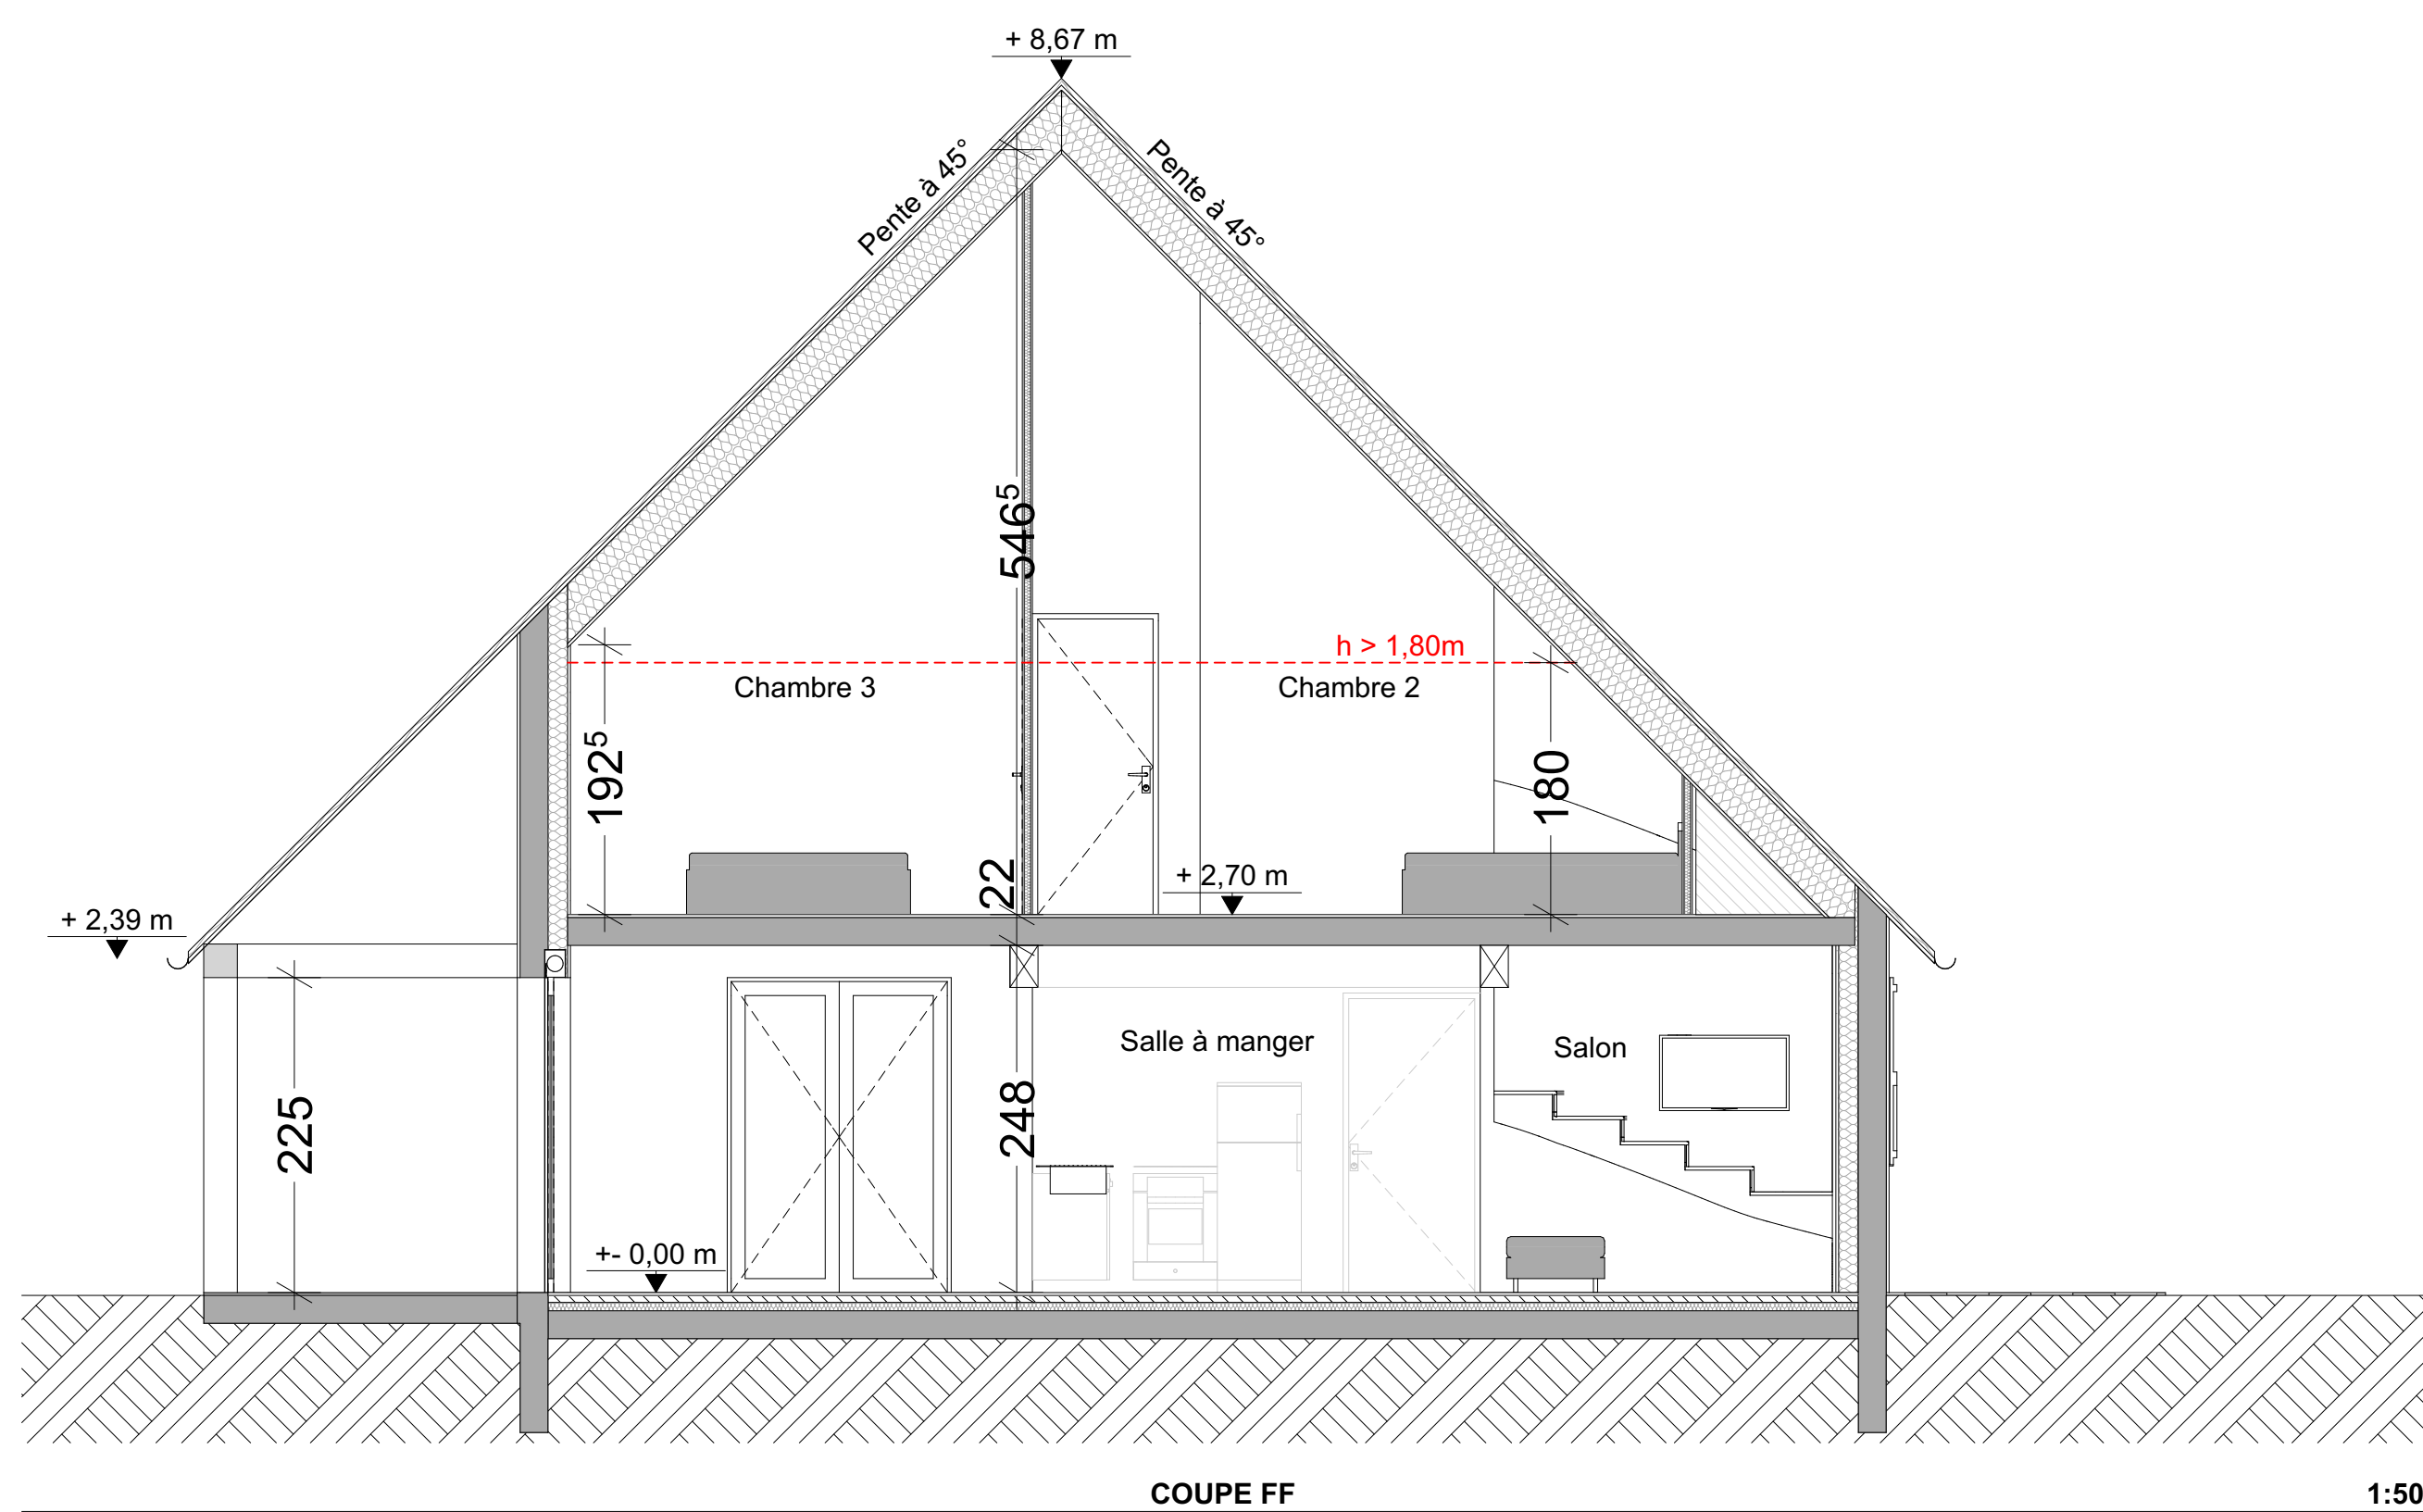 + 8,67 m
Pente à 45°
Pente à 45°
546⁵
h > 1,80m
Chambre 3
Chambre 2
192⁵
180
22
+ 2,70 m
+ 2,39 m
Salle à manger
Salon
225
248
+- 0,00 m
COUPE FF
1:50